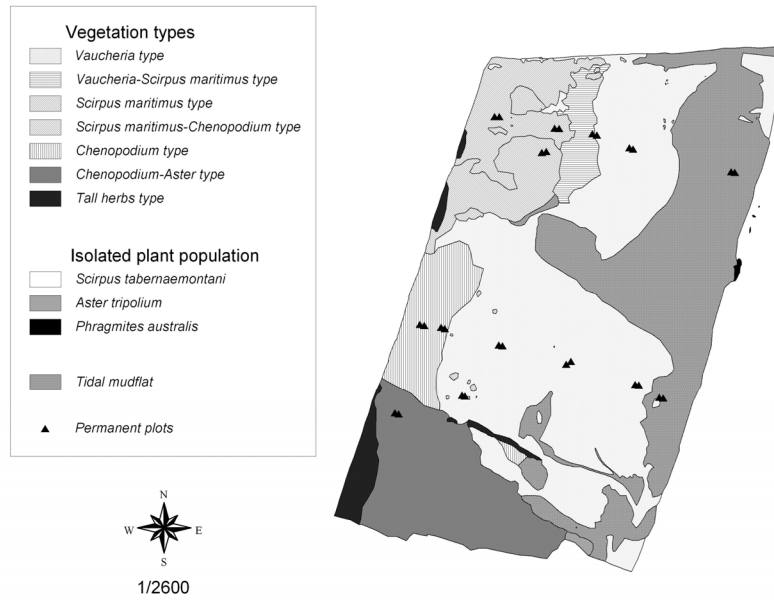 Vegetation types
Vaucheria type
Vaucheria-Scirpus maritimus type
Scirpus maritimus type
Scirpus maritimus-Chenopodium type
Chenopodium type
Chenopodium-Aster type
Tall herbs type
Isolated plant population
Scirpus tabernaemontani
Aster tripolium
Phragmites australis
Tidal mudflat
Permanent plots
N
W E
S
1/2600